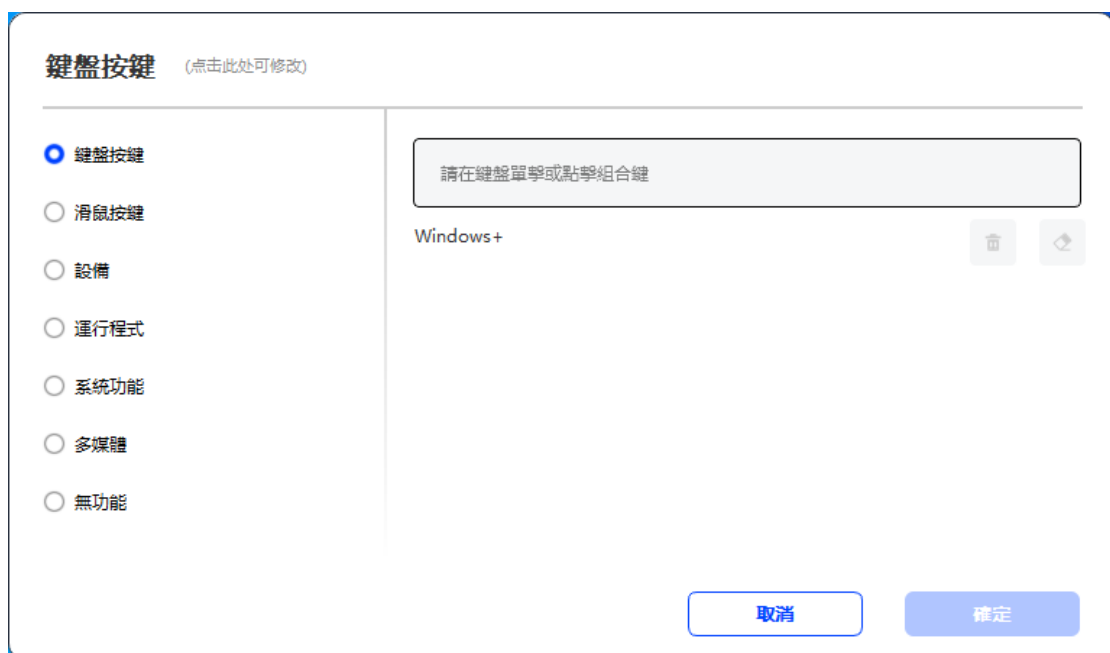 鍵盤按鍵 (点击此处可修改)
鍵盤按鍵
滑鼠按鍵
設備
運行程式
系統功能
多媒體
無功能
請在鍵盤單擊或點擊組合鍵
Windows+
取消
確定